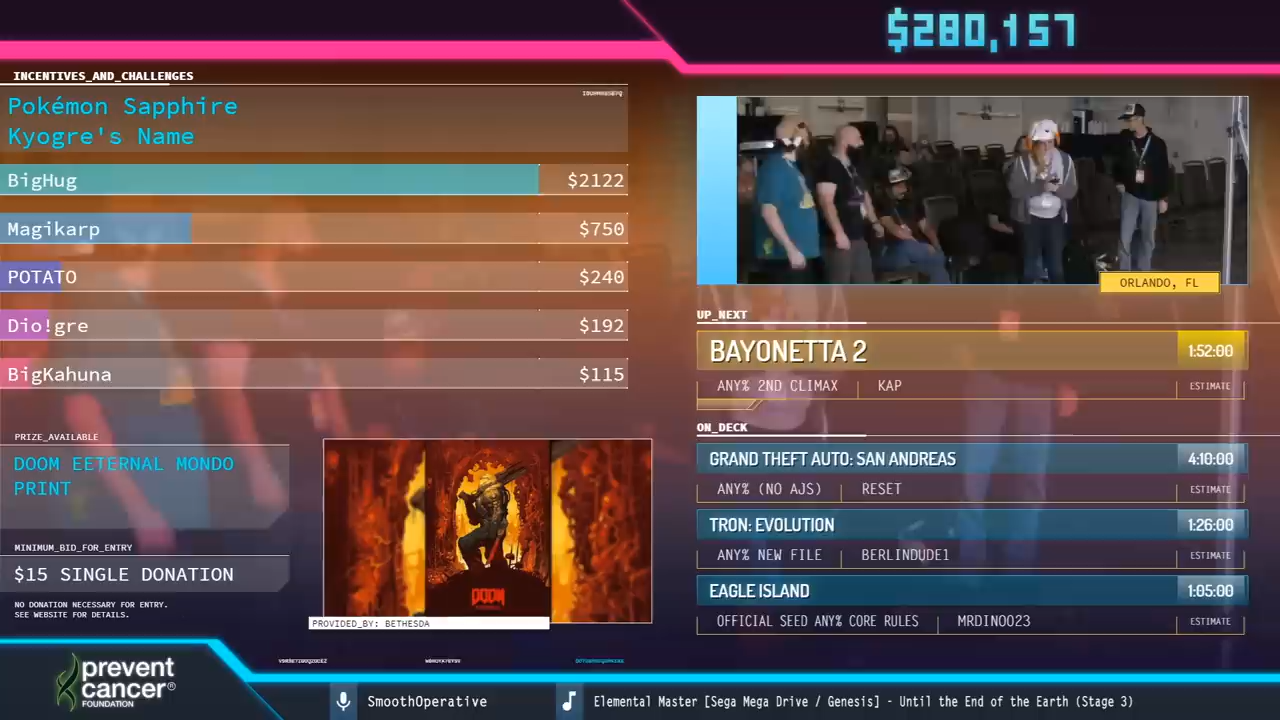 $280,157
INCENTIVES_AND_CHALLENGES
Pokémon Sapphire
Kyogre's Name
BigHug $2122
Magikarp $750
POTATO $240
Dio!gre $192
BigKahuna $115
PRIZE_AVAILABLE
DOOM EETERNAL MONDO
PRINT
MINIMUM_BID_FOR_ENTRY
$15 SINGLE DONATION
NO DONATION NECESSARY FOR ENTRY.
SEE WEBSITE FOR DETAILS.
DOOM
PROVIDED_BY: BETHESDA
ORLANDO, FL
UP_NEXT
BAYONETTA 2 1:52:00
ANY% 2ND CLIMAX KAP ESTIMATE
ON_DECK
GRAND THEFT AUTO: SAN ANDREAS 4:10:00
ANY% (NO AJS) RESET ESTIMATE
TRON: EVOLUTION 1:26:00
ANY% NEW FILE BERLINDUDE1 ESTIMATE
EAGLE ISLAND 1:05:00
OFFICIAL SEED ANY% CORE RULES MRDINOO23 ESTIMATE
prevent
cancer®
FOUNDATION
SmoothOperative
Elemental Master [Sega Mega Drive / Genesis] - Until the End of the Earth (Stage 3)